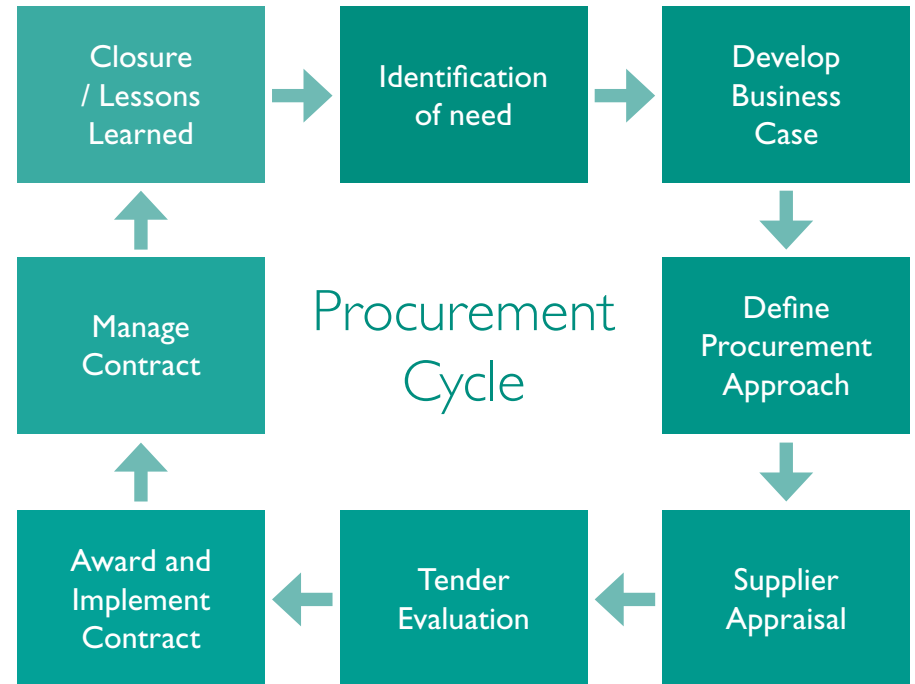 Closure
/ Lessons
Learned
Identification
of need
Develop
Business
Case
Manage
Contract
Procurement
Cycle
Define
Procurement
Approach
Award and
Implement
Contract
Tender
Evaluation
Supplier
Appraisal